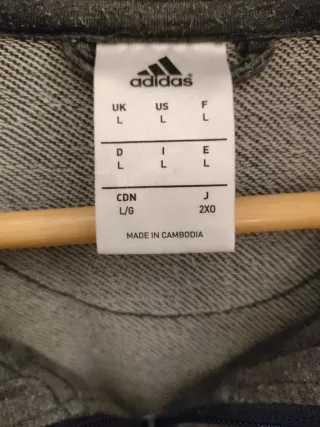 adidas
UK US F
L L L
D I E
L L L
CDN J
L/G 2XO
MADE IN CAMBODIA